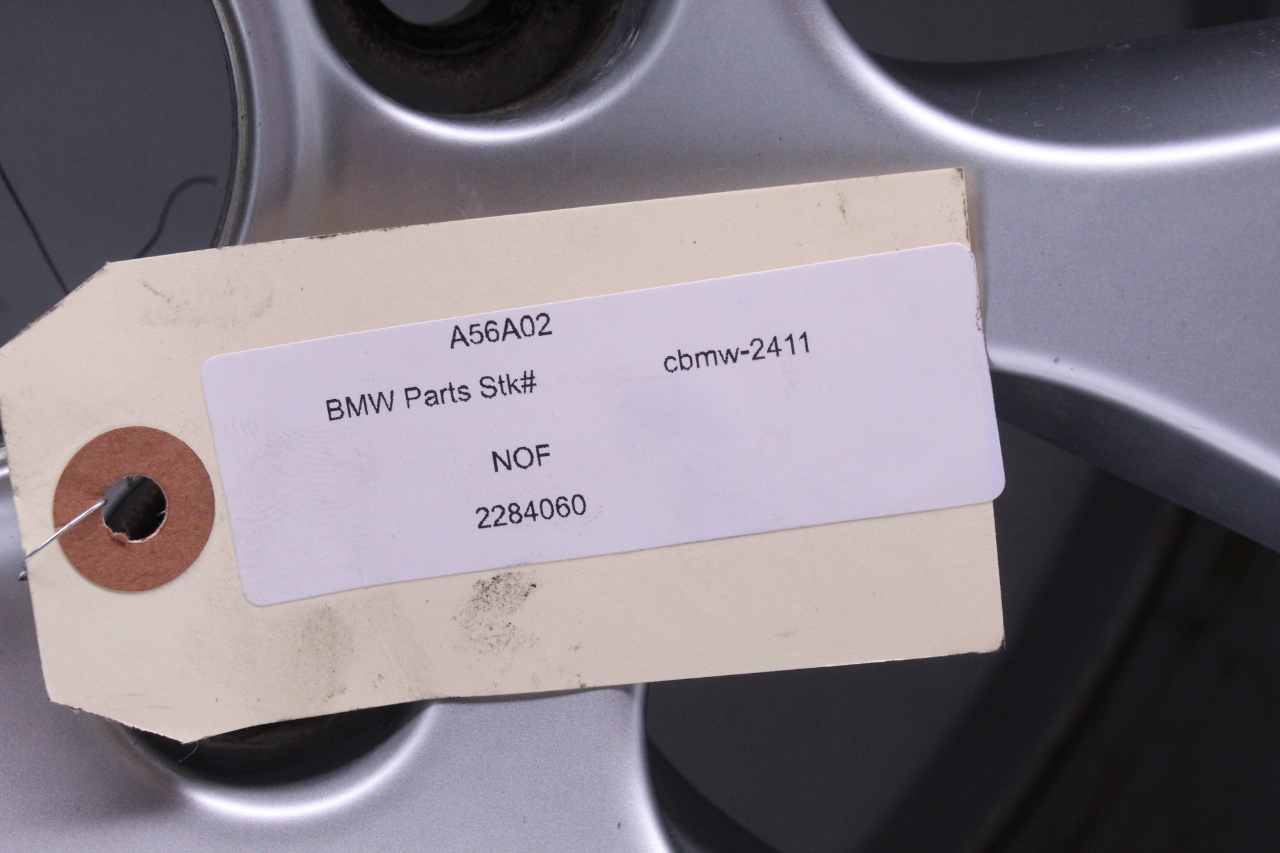 A56A02
BMW Parts Stk# cbmw-2411
NOF
2284060